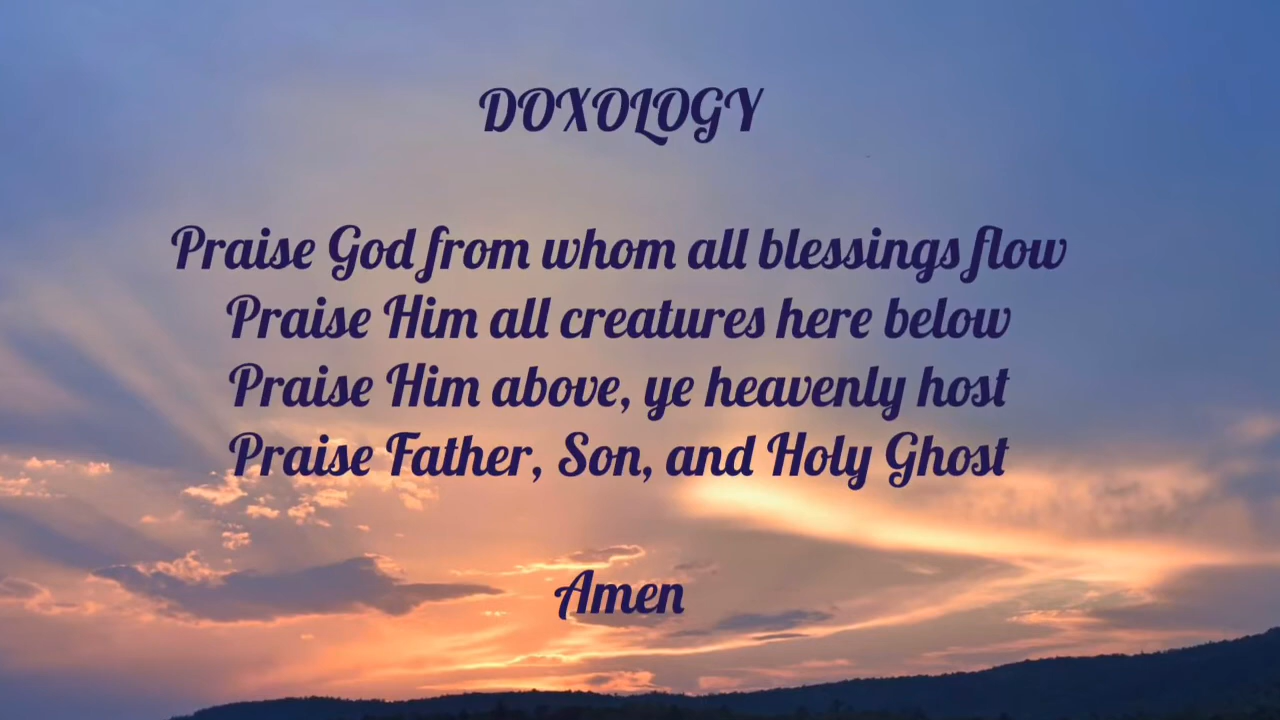 DOXOLOGY
Praise God from whom all blessings flow
Praise Him all creatures here below
Praise Him above, ye heavenly host
Praise Father, Son, and Holy Ghost
Amen